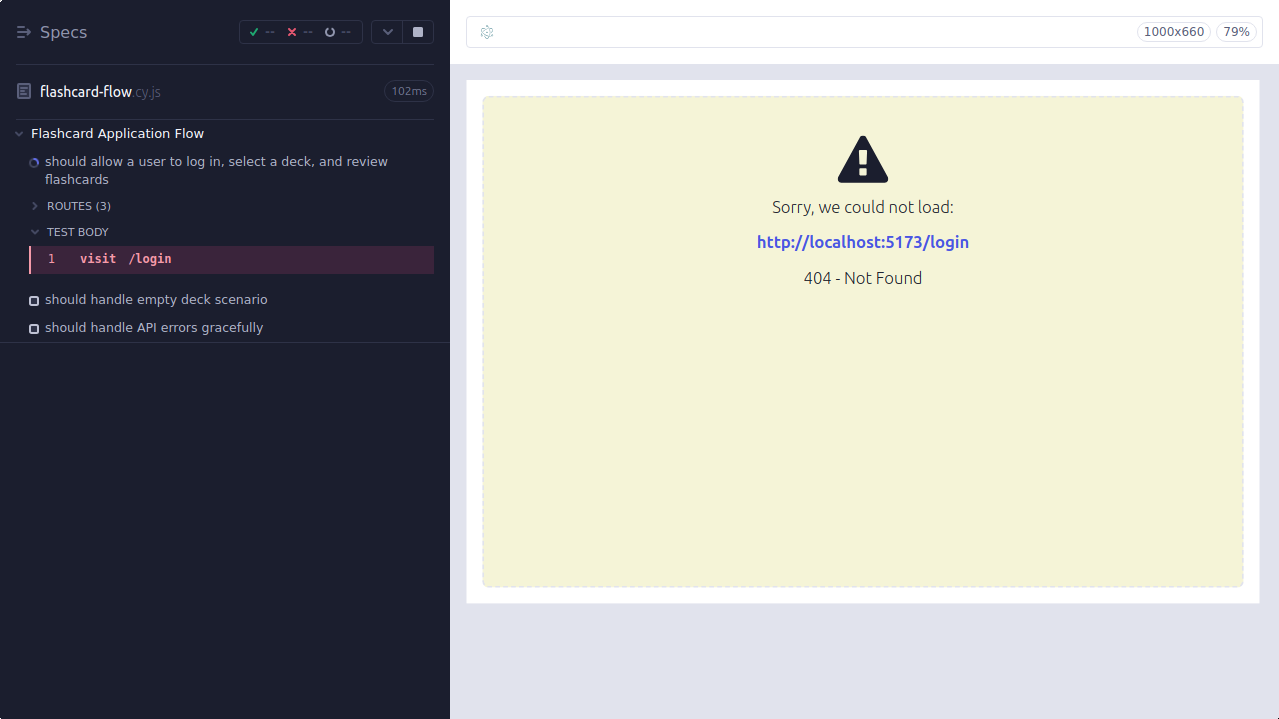 Specs
-- -- --
1000x660 79%
flashcard-flow.cy.js 102ms
Flashcard Application Flow
should allow a user to log in, select a deck, and review
flashcards
ROUTES (3)
TEST BODY
1 visit /login
should handle empty deck scenario
should handle API errors gracefully
Sorry, we could not load:
http://localhost:5173/login
404 - Not Found